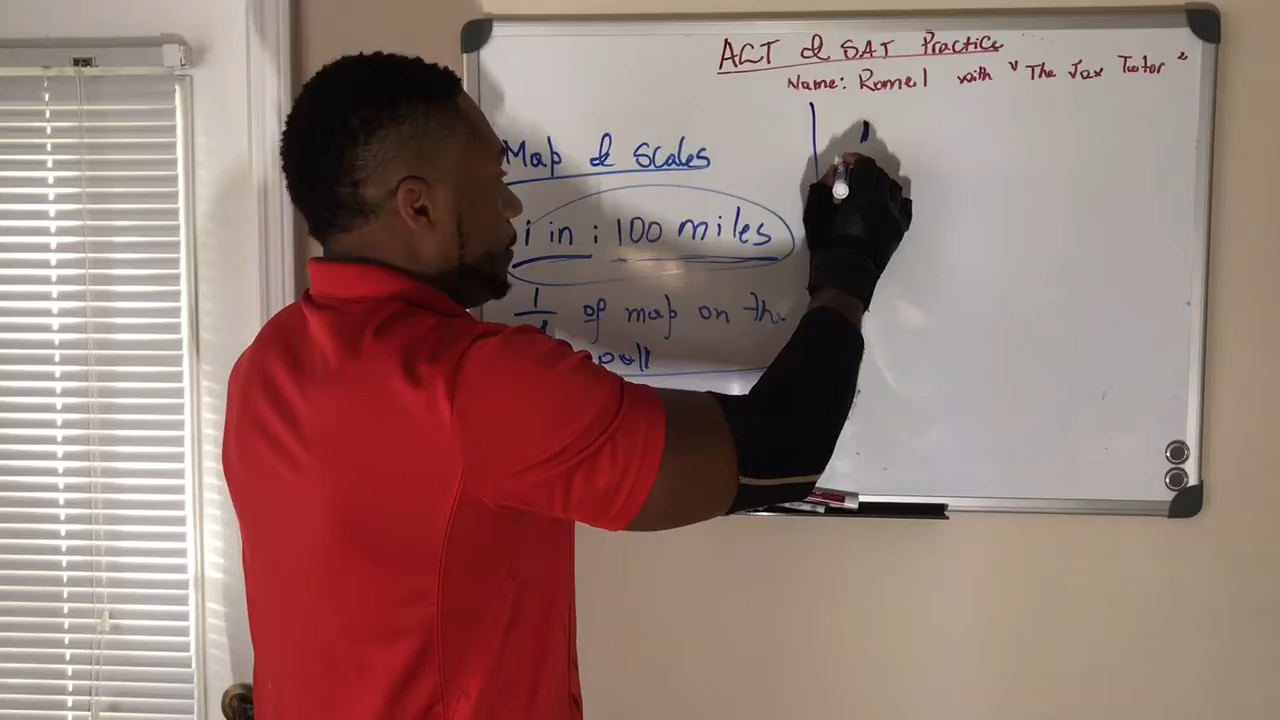 ACT & SAT Practice
Name: Romel with "The Jax Tutor"
Map & Scales
1 in : 100 miles
1
of map on the